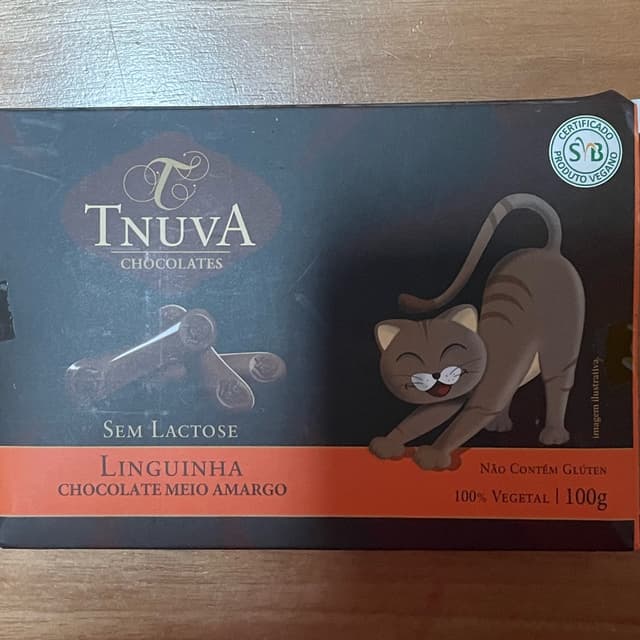 CERTIFICADO
SVB
PRODUTO VEGANO
TNUVA
CHOCOLATES
SEM LACTOSE
LINGUINHA
CHOCOLATE MEIO AMARGO
imagem ilustrativa
NÃO CONTÉM GLÚTEN
100% VEGETAL | 100g